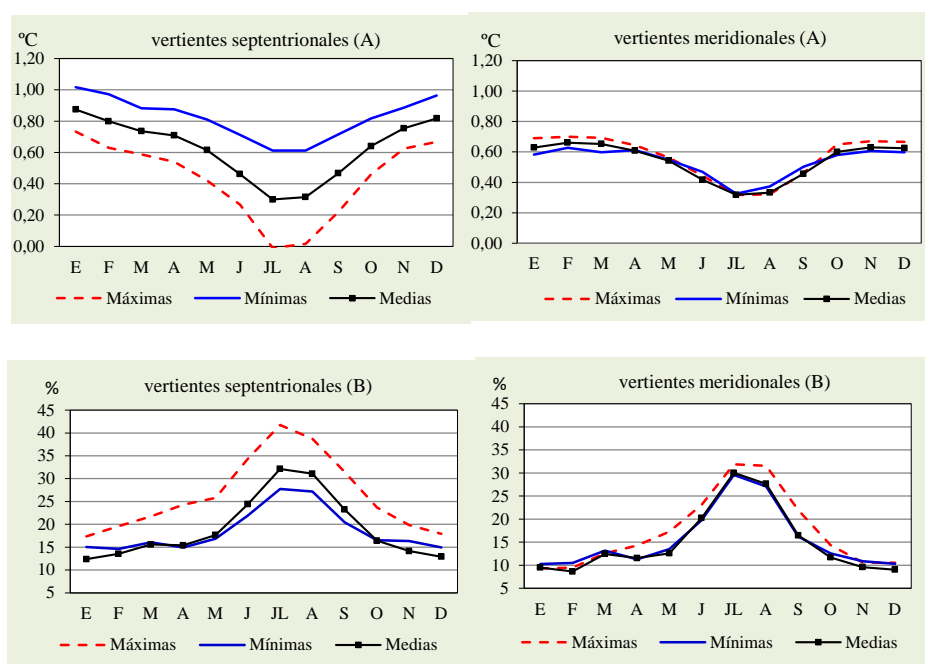 ºC vertientes septentrionales (A)
1,20
1,00
0,80
0,60
0,40
0,20
0,00
E F M A M J JL A S O N D
Máximas Mínimas Medias
ºC vertientes meridionales (A)
1,20
1,00
0,80
0,60
0,40
0,20
0,00
E F M A M J JL A S O N D
Máximas Mínimas Medias
% vertientes septentrionales (B)
45
40
35
30
25
20
15
10
5
E F M A M J JL A S O N D
Máximas Mínimas Medias
% vertientes meridionales (B)
45
40
35
30
25
20
15
10
5
E F M A M J JL A S O N D
Máximas Mínimas Medias